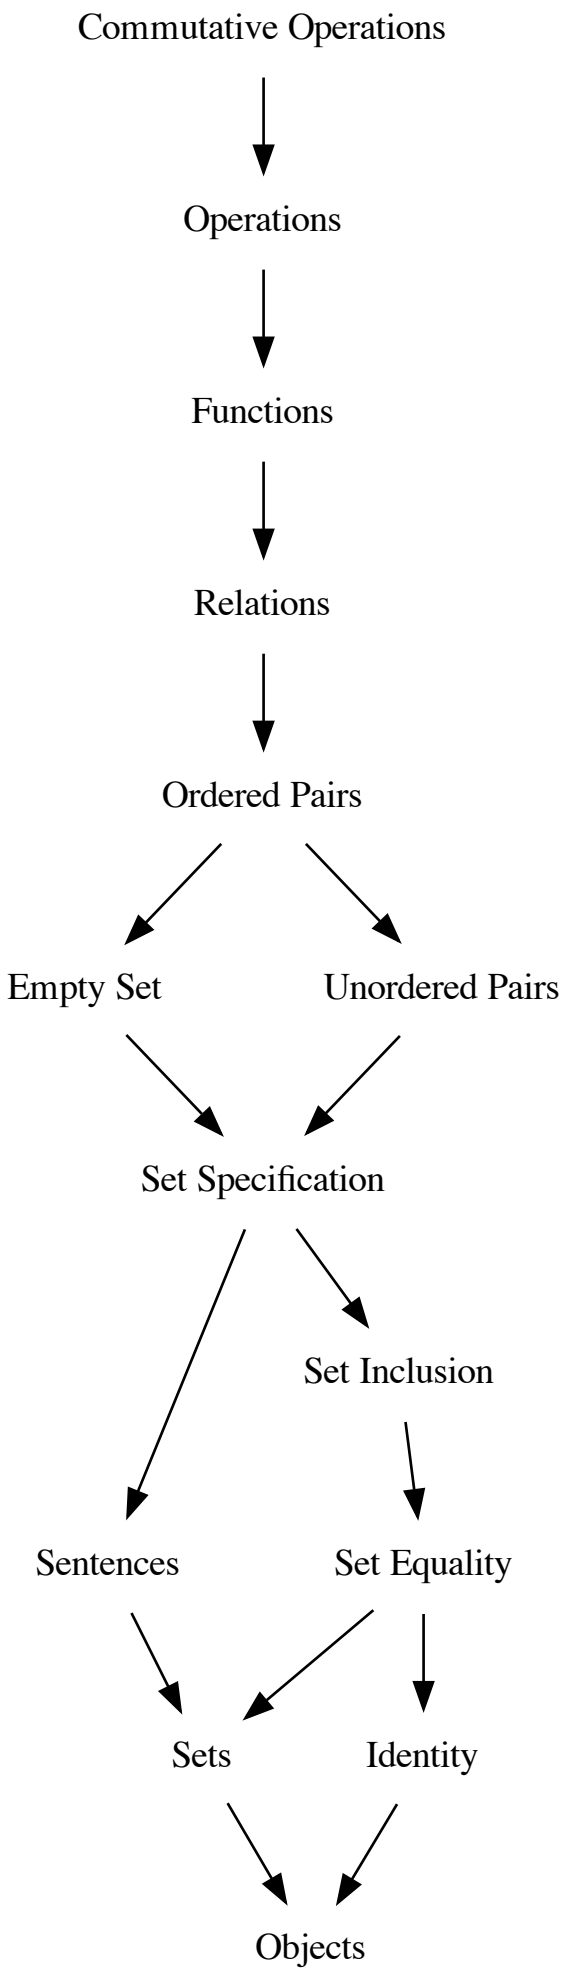 Commutative Operations
Operations
Functions
Relations
Ordered Pairs
Empty Set
Unordered Pairs
Set Specification
Set Inclusion
Sentences
Set Equality
Sets
Identity
Objects